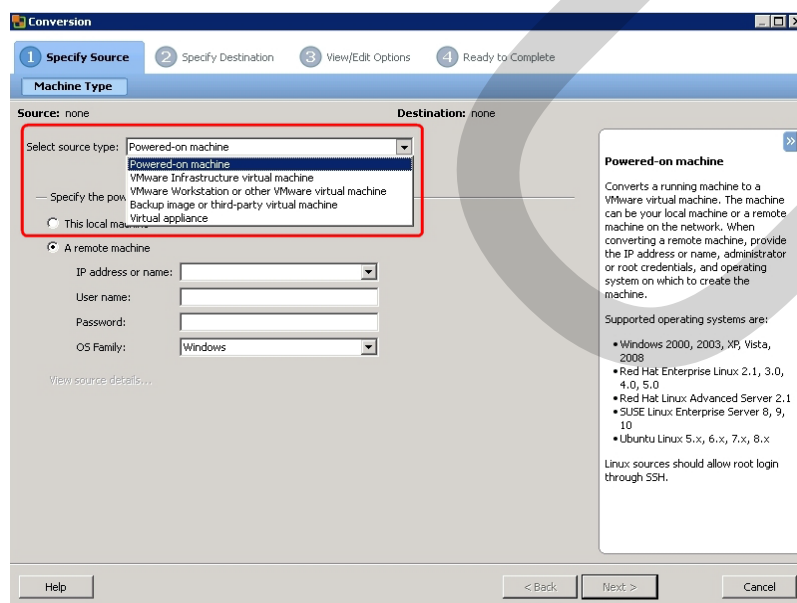 Conversion
1 Specify Source 2 Specify Destination 3 View/Edit Options 4 Ready to Complete
Machine Type
Source: none Destination: none
Select source type: Powered-on machine
Powered-on machine
VMware Infrastructure virtual machine
VMware Workstation or other VMware virtual machine
Backup image or third-party virtual machine
Virtual appliance
Specify the pow
This local machine
A remote machine
IP address or name:
User name:
Password:
OS Family: Windows
View source details...
Powered-on machine
Converts a running machine to a
VMware virtual machine. The machine
can be your local machine or a remote
machine on the network. When
converting a remote machine, provide
the IP address or name, administrator
or root credentials, and operating
system on which to create the
machine.
Supported operating systems are:
• Windows 2000, 2003, XP, Vista,
2008
• Red Hat Enterprise Linux 2.1, 3.0,
4.0, 5.0
• Red Hat Linux Advanced Server 2.1
• SUSE Linux Enterprise Server 8, 9,
10
• Ubuntu Linux 5.x, 6.x, 7.x, 8.x
Linux sources should allow root login
through SSH.
Help < Back Next > Cancel